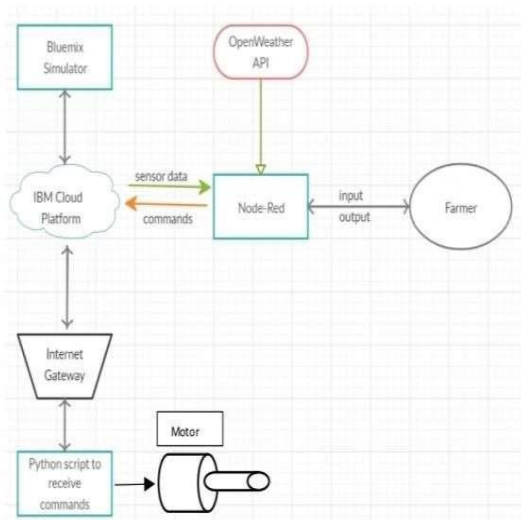 Bluemix
Simulator
OpenWeather
API
sensor data
IBM Cloud
Platform
commands
Node-Red
input
output
Farmer
Internet
Gateway
Motor
Python script to
receive
commands